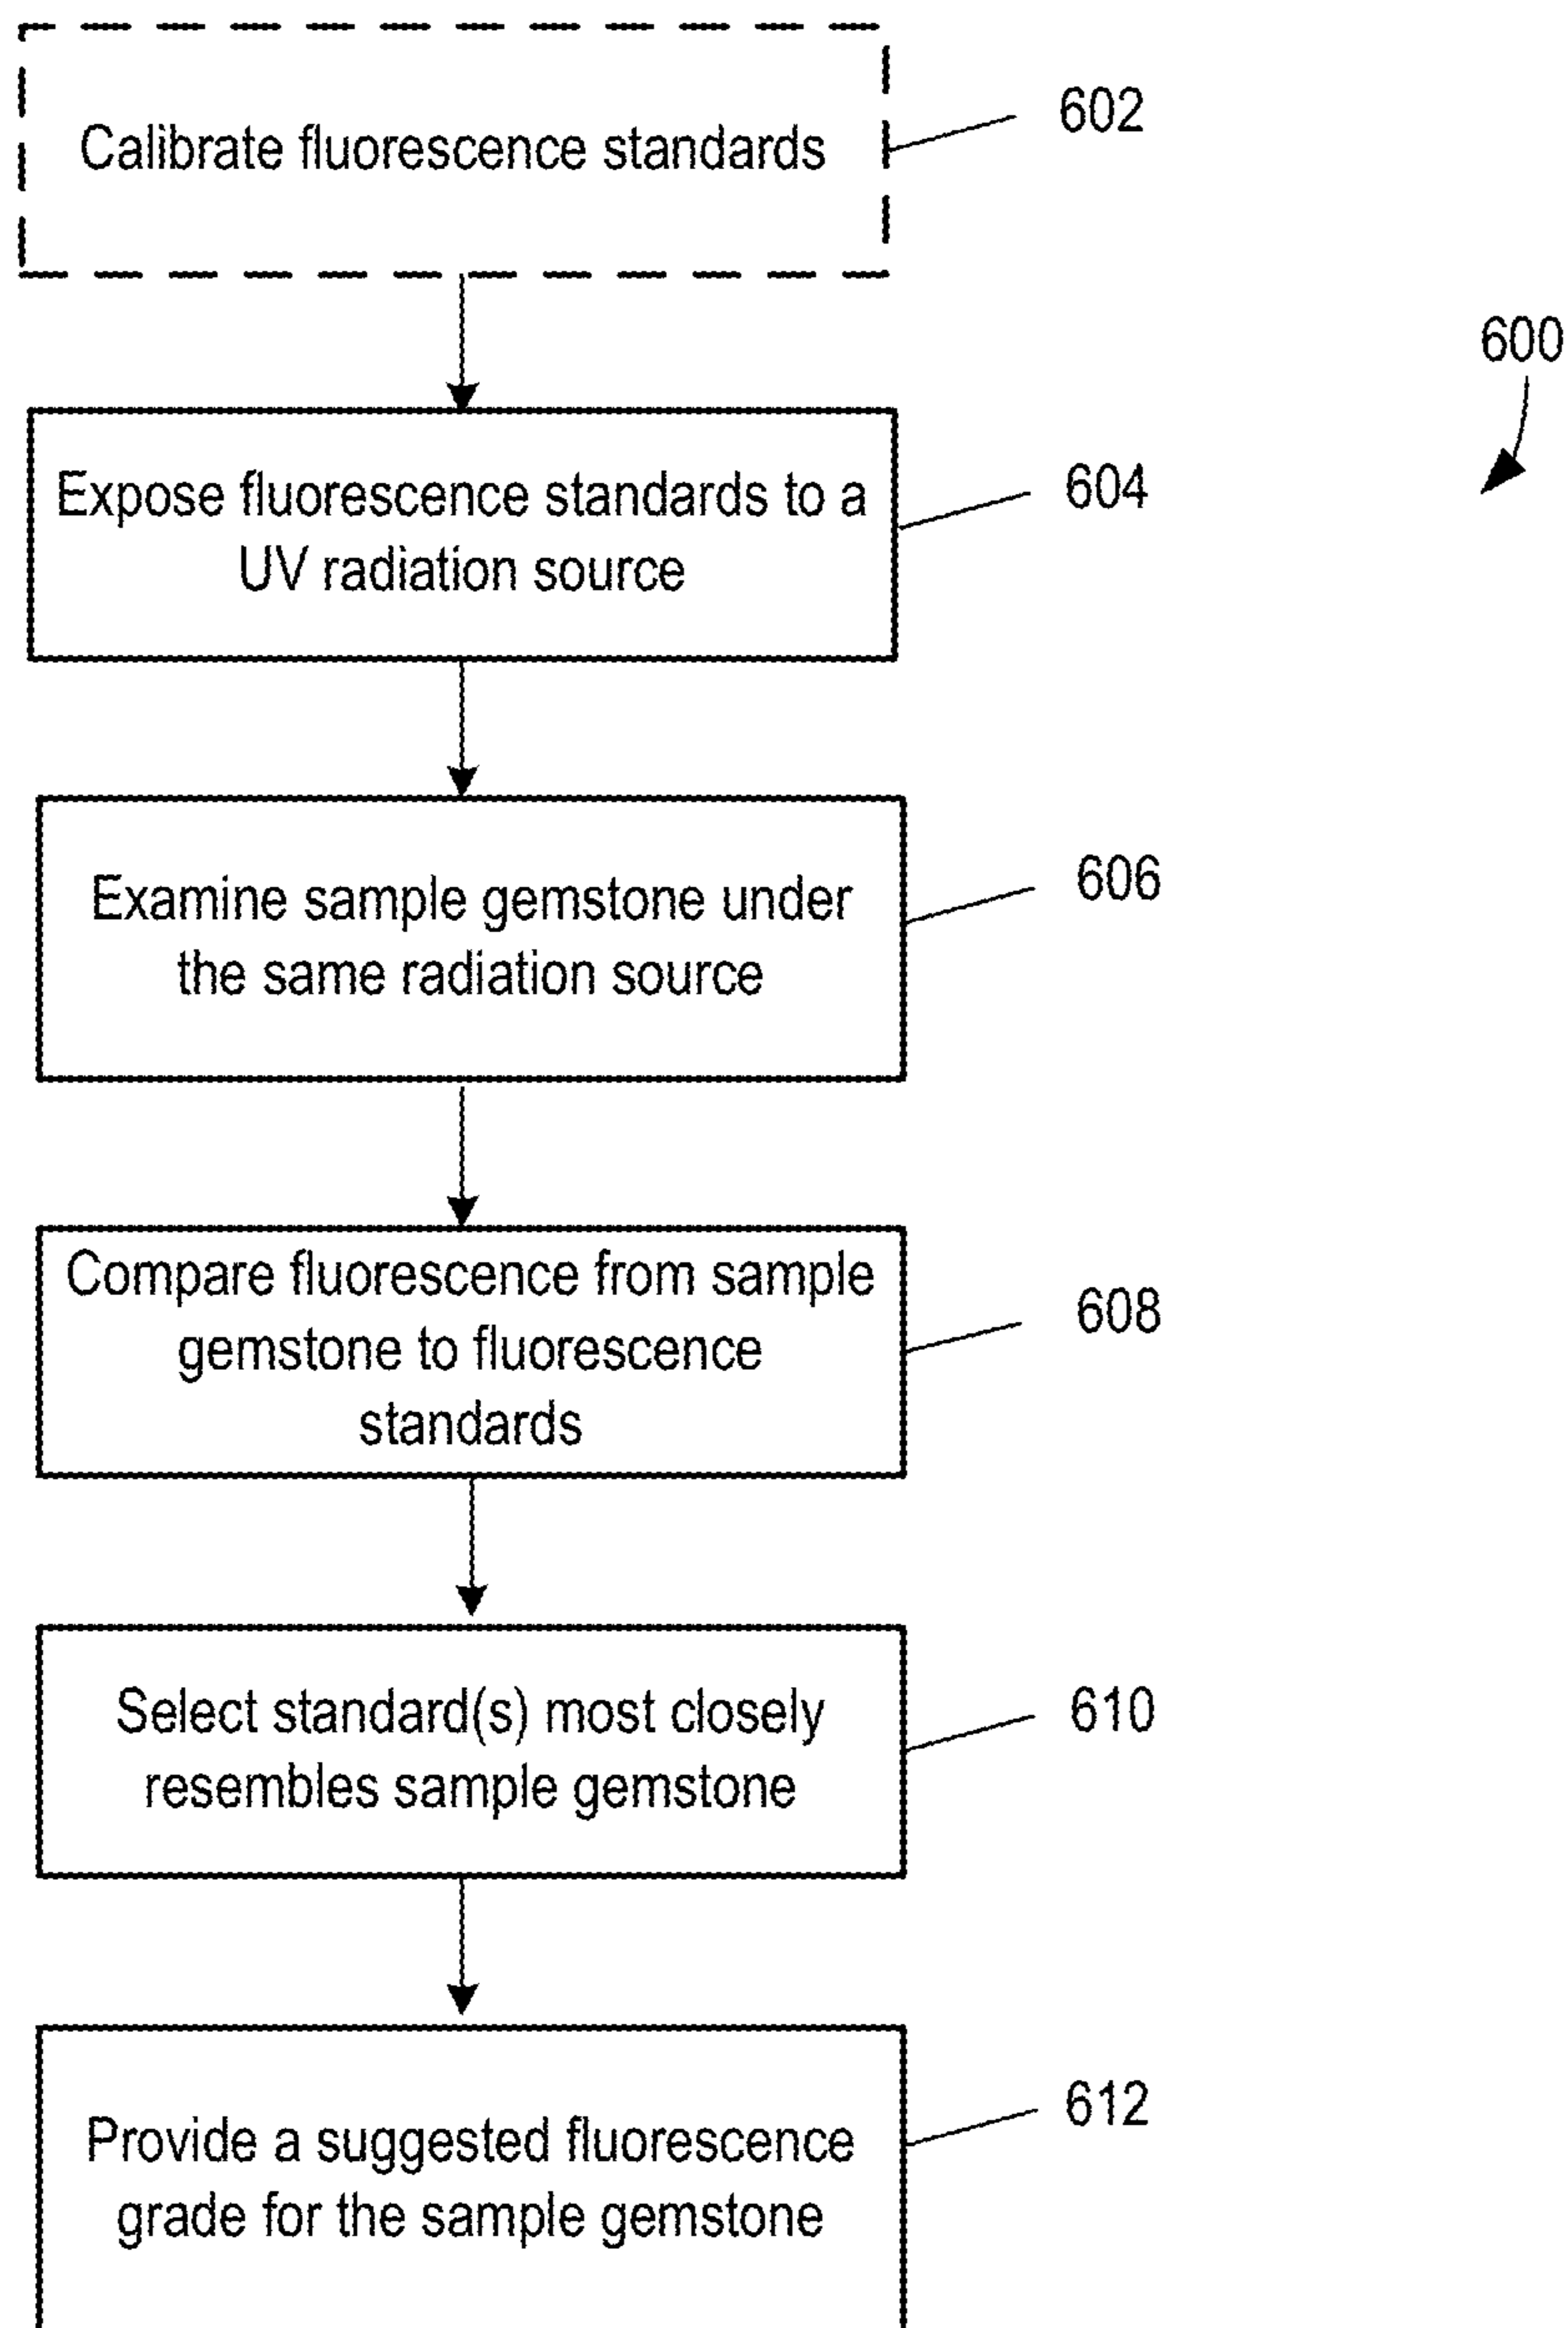 Calibrate fluorescence standards
602
600
Expose fluorescence standards to a
UV radiation source
604
Examine sample gemstone under
the same radiation source
606
Compare fluorescence from sample
gemstone to fluorescence
standards
608
Select standard(s) most closely
resembles sample gemstone
610
Provide a suggested fluorescence
grade for the sample gemstone
612